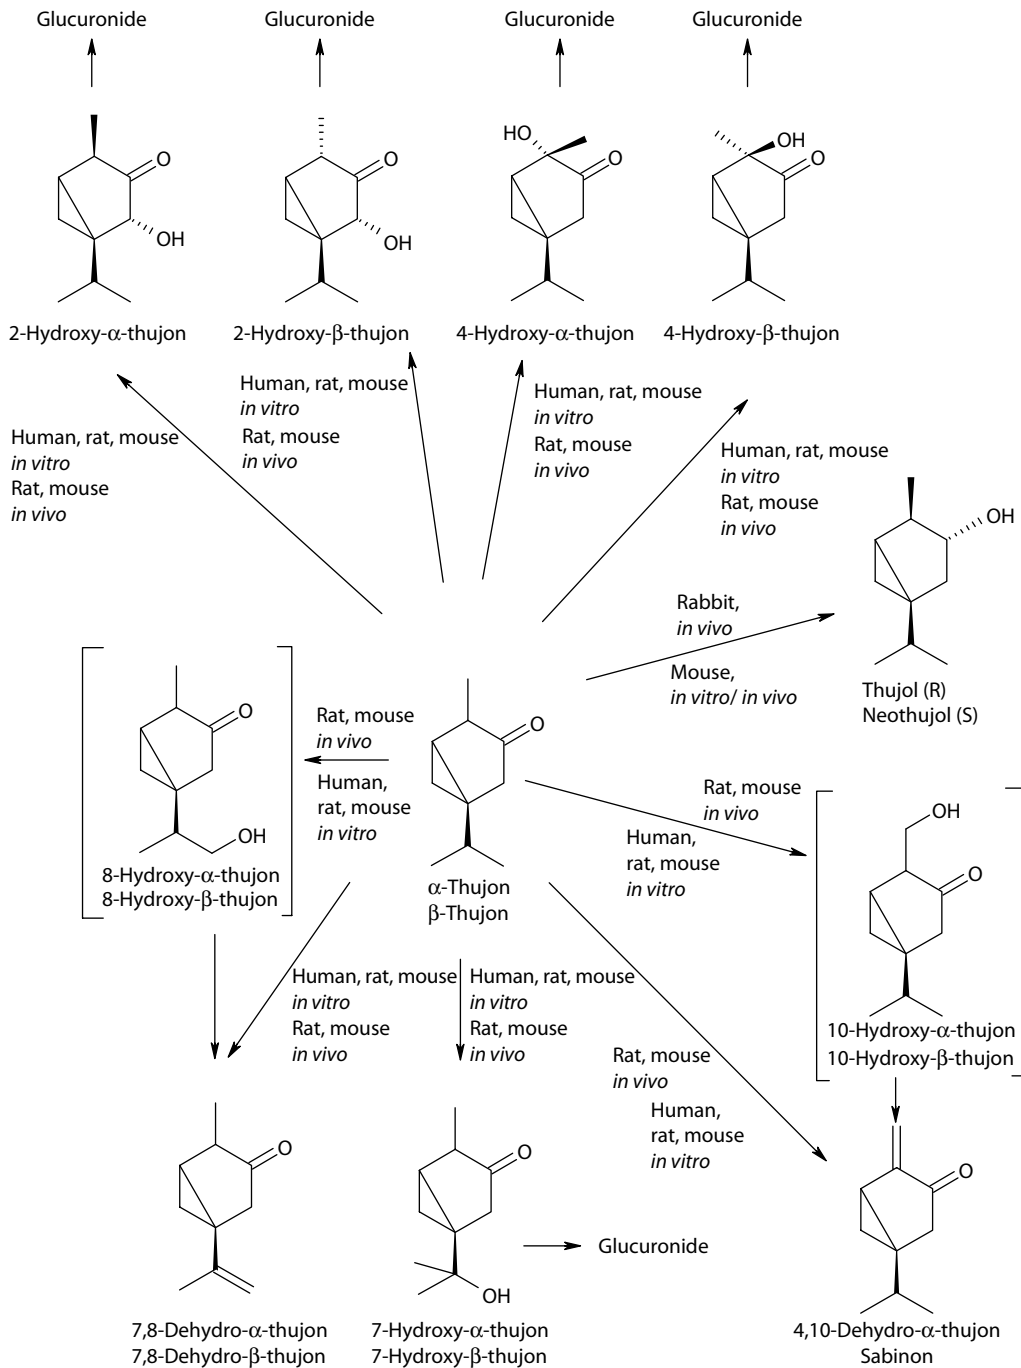 Glucuronide
Glucuronide
Glucuronide
Glucuronide
O
OH
O
OH
HO
O
OH
O
2-Hydroxy-α-thujon
2-Hydroxy-β-thujon
4-Hydroxy-α-thujon
4-Hydroxy-β-thujon
Human, rat, mouse
in vitro
Rat, mouse
in vivo
Human, rat, mouse
in vitro
Rat, mouse
in vivo
Human, rat, mouse
in vitro
Rat, mouse
in vivo
Human, rat, mouse
in vitro
Rat, mouse
in vivo
OH
Thujol (R)
Neothujol (S)
Rabbit,
in vivo
Mouse,
in vitro/ in vivo
O
OH
8-Hydroxy-α-thujon
8-Hydroxy-β-thujon
Rat, mouse
in vivo
Human,
rat, mouse
in vitro
O
α-Thujon
β-Thujon
Rat, mouse
in vivo
Human,
rat, mouse
in vitro
OH
O
10-Hydroxy-α-thujon
10-Hydroxy-β-thujon
Human, rat, mouse
in vitro
Rat, mouse
in vivo
Human, rat, mouse
in vitro
Rat, mouse
in vivo
Rat, mouse
in vivo
Human,
rat, mouse
in vitro
O
7,8-Dehydro-α-thujon
7,8-Dehydro-β-thujon
O
OH
Glucuronide
7-Hydroxy-α-thujon
7-Hydroxy-β-thujon
O
4,10-Dehydro-α-thujon
Sabinon